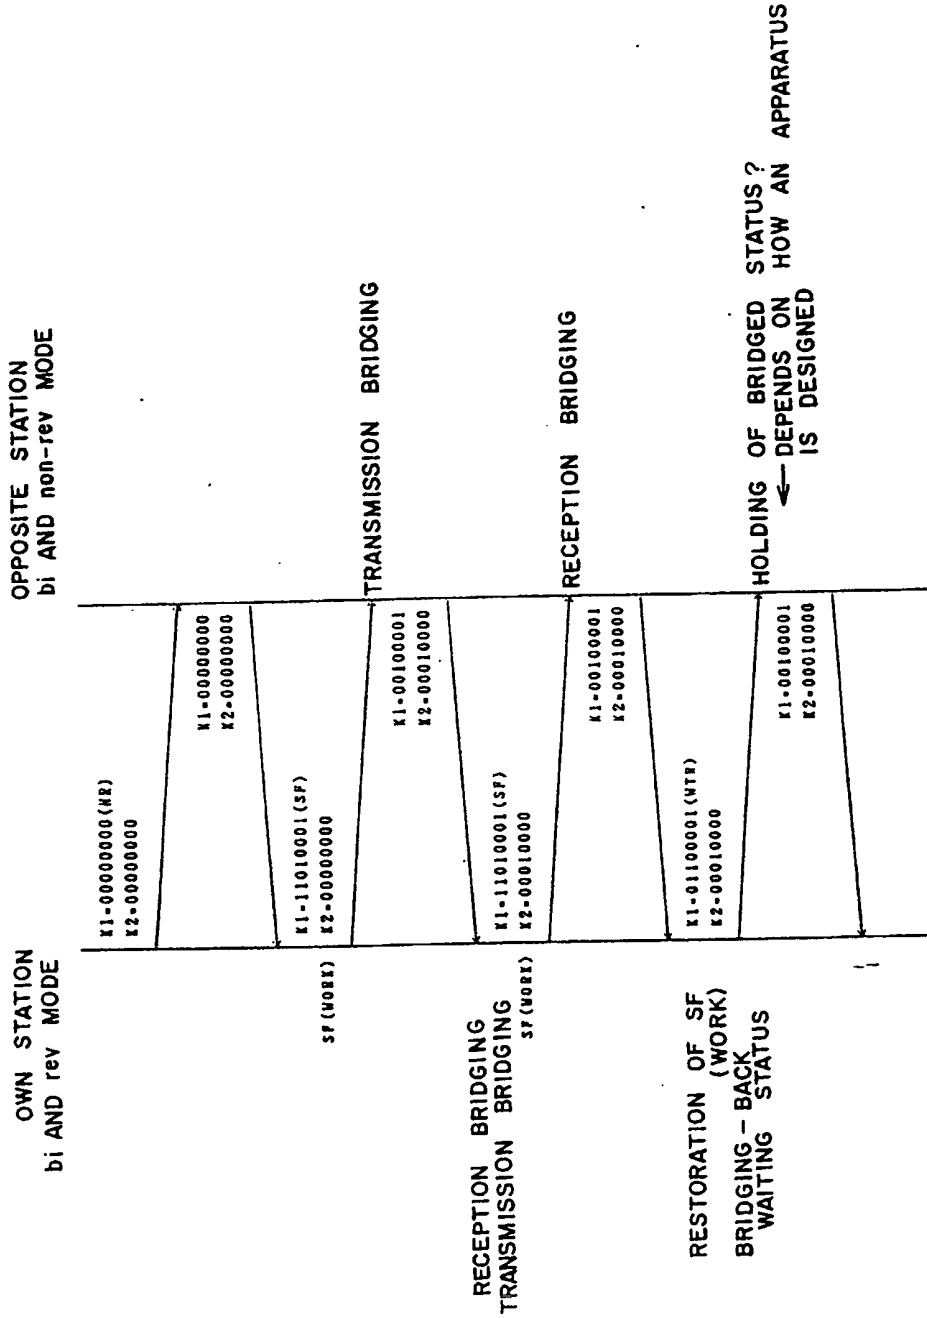 OWN STATION
bi AND rev MODE
OPPOSITE STATION
bi AND non-rev MODE
K1=00000000(NR)
K2=00000000
K1=00000000
K2=00000000
SF(WORK)
K1=11010001(SF)
K2=00000000
TRANSMISSION BRIDGING
K1=00100001
K2=00010000
RECEPTION BRIDGING
TRANSMISSION BRIDGING
SF(WORK)
K1=11010001(SF)
K2=00010000
RECEPTION BRIDGING
K1=00100001
K2=00010000
RESTORATION OF SF
(WORK)
BRIDGING-BACK
WAITING STATUS
K1=01100001(WTR)
K2=00010000
HOLDING OF BRIDGED STATUS?
← DEPENDS ON HOW AN APPARATUS
IS DESIGNED
K1=00100001
K2=00010000